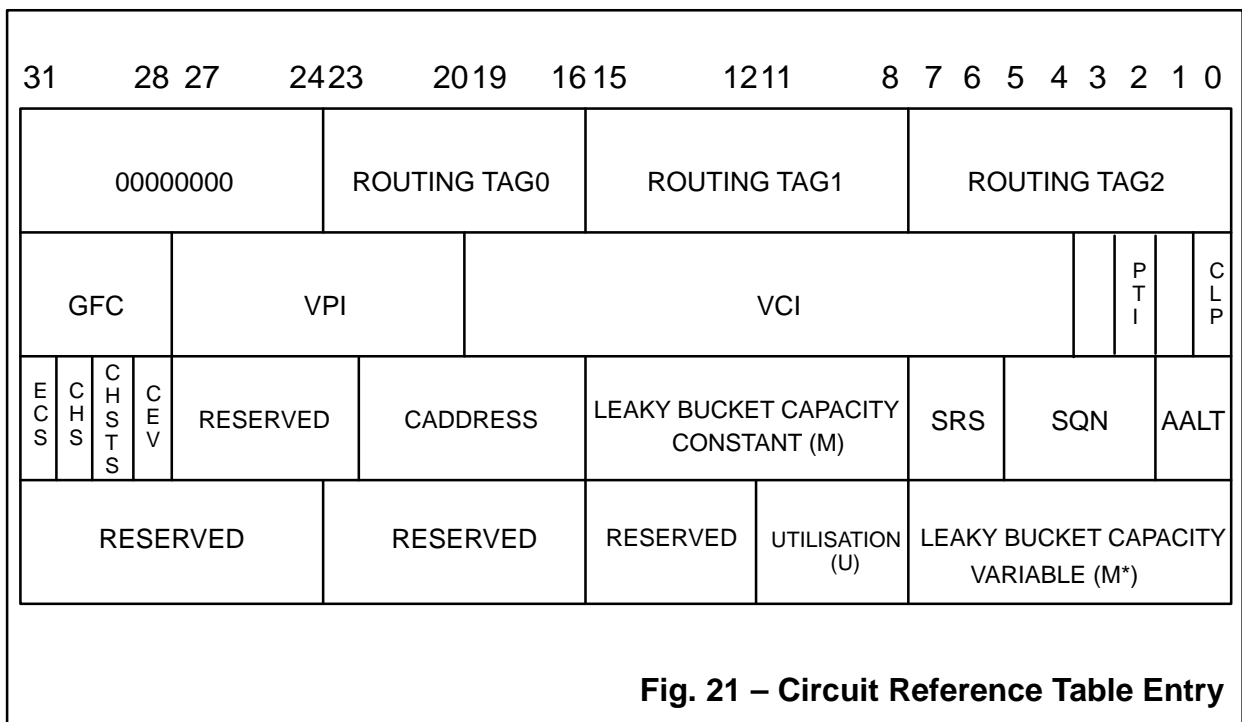 31 28 27 24 23 20 19 16 15 12 11 8 7 6 5 4 3 2 1 0
00000000 ROUTING TAG0 ROUTING TAG1 ROUTING TAG2
GFC VPI VCI PTI CLP
ECS CHS CHSTS CEV RESERVED CADDRESS LEAKY BUCKET CAPACITY CONSTANT (M) SRS SQN AALT
RESERVED RESERVED RESERVED UTILISATION (U) LEAKY BUCKET CAPACITY VARIABLE (M*)
Fig. 21 – Circuit Reference Table Entry